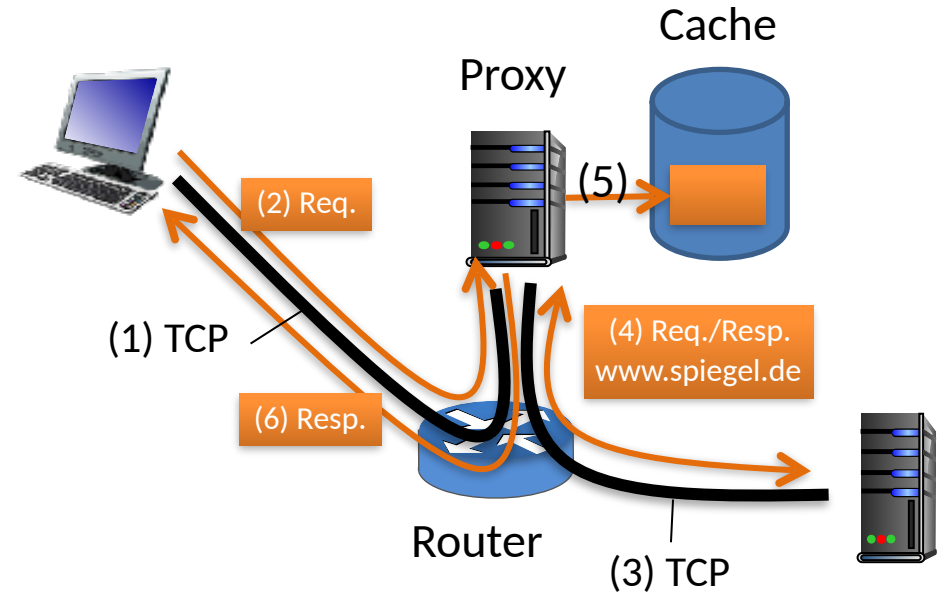 Cache
Proxy
(5)
(2) Req.
(1) TCP
(4) Req./Resp.
www.spiegel.de
(6) Resp.
Router
(3) TCP